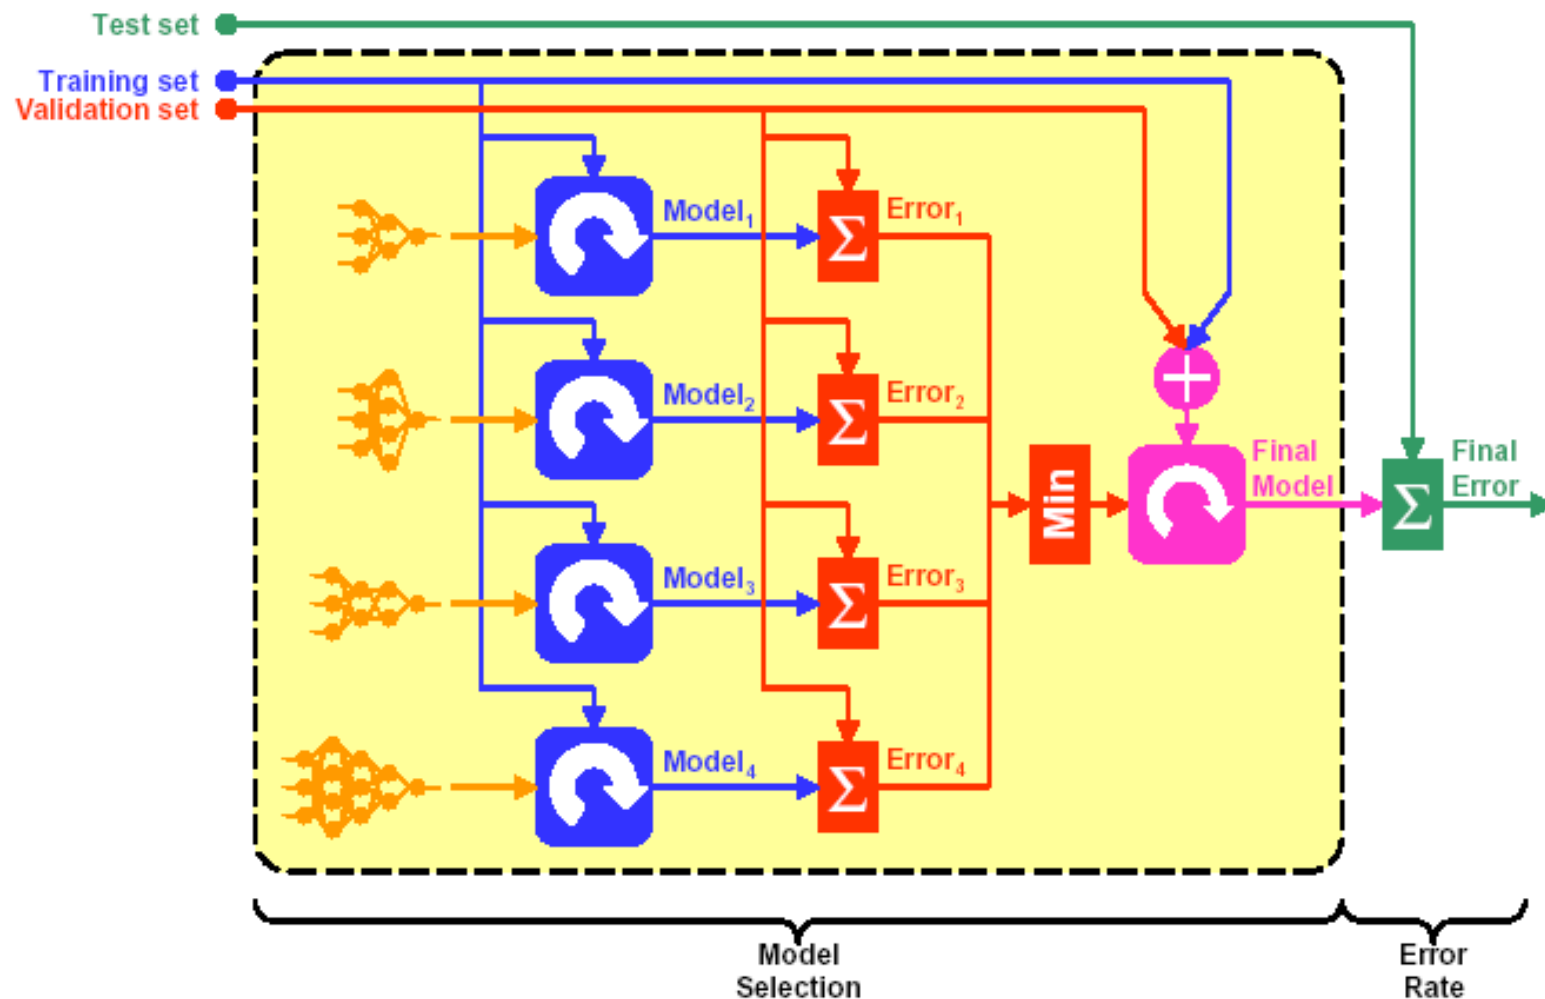 Test set
Training set
Validation set
Model1
Σ
Error1
Model2
Σ
Error2
Min
Final
Model
Σ
Final
Error
Model3
Σ
Error3
Model4
Σ
Error4
Model
Selection
Error
Rate